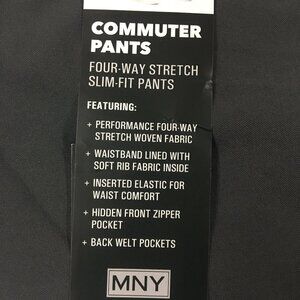 COMMUTER
PANTS
FOUR-WAY STRETCH
SLIM-FIT PANTS
FEATURING:
+ PERFORMANCE FOUR-WAY
STRETCH WOVEN FABRIC
+ WAISTBAND LINED WITH
SOFT RIB FABRIC INSIDE
+ INSERTED ELASTIC FOR
WAIST COMFORT
+ HIDDEN FRONT ZIPPER
POCKET
+ BACK WELT POCKETS
MNY